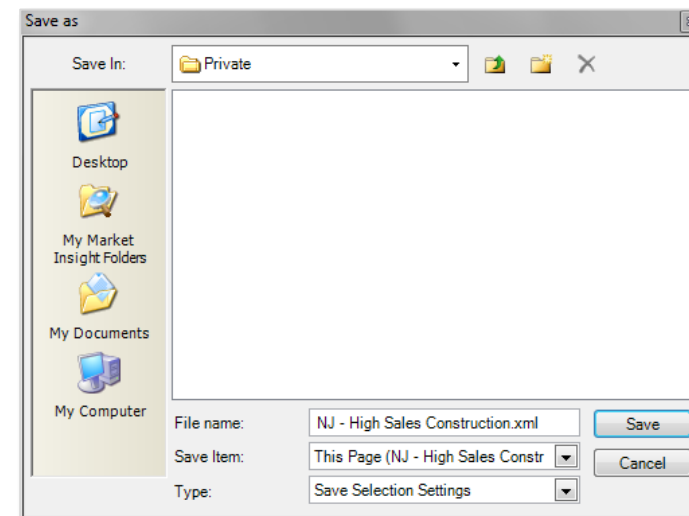 Save as
Save In:
Private
Desktop
My Market
Insight Folders
My Documents
My Computer
File name:
NJ - High Sales Construction.xml
Save
Save Item:
This Page (NJ - High Sales Constr
Cancel
Type:
Save Selection Settings